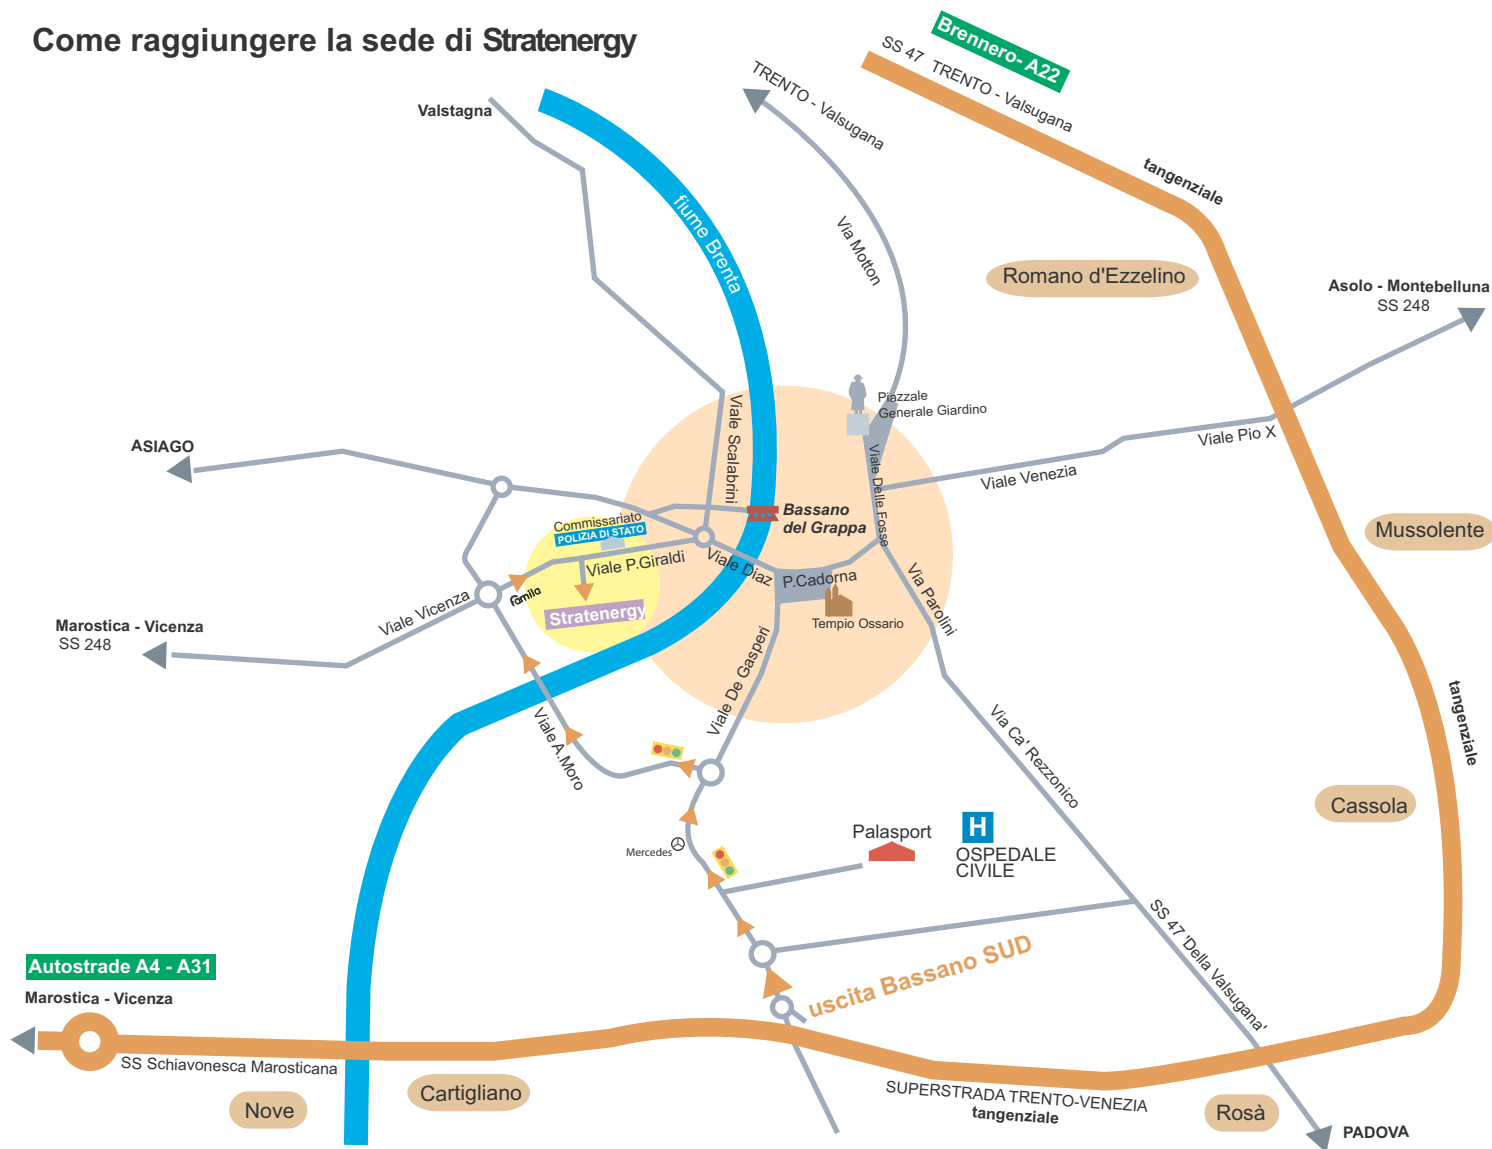 Come raggiungere la sede di Stratenergy
Brennero- A22
SS 47 TRENTO - Valsugana
TRENTO - Valsugana
Valstagna
tangenziale
fiume Brenta
Via Motton
Romano d'Ezzelino
Asolo - Montebelluna
SS 248
Piazzale
Generale Giardino
Viale Scalabrini
Viale Pio X
ASIAGO
Viale Venezia
Viale Delle Fosse
Bassano
del Grappa
Commissariato
POLIZIA DI STATO
Mussolente
Viale P.Giraldi
Viale Diaz
P.Cadorna
Via Parolini
famila
Viale Vicenza
Stratenergy
Tempio Ossario
Marostica - Vicenza
SS 248
Viale De Gasperi
tangenziale
Viale A.Moro
Via Ca' Rezzonico
Cassola
Palasport
H
OSPEDALE
CIVILE
Mercedes
SS 47 'Della Valsugana'
uscita Bassano SUD
Autostrade A4 - A31
Marostica - Vicenza
SS Schiavonesca Marosticana
Cartigliano
Nove
SUPERSTRADA TRENTO-VENEZIA
tangenziale
Rosà
PADOVA